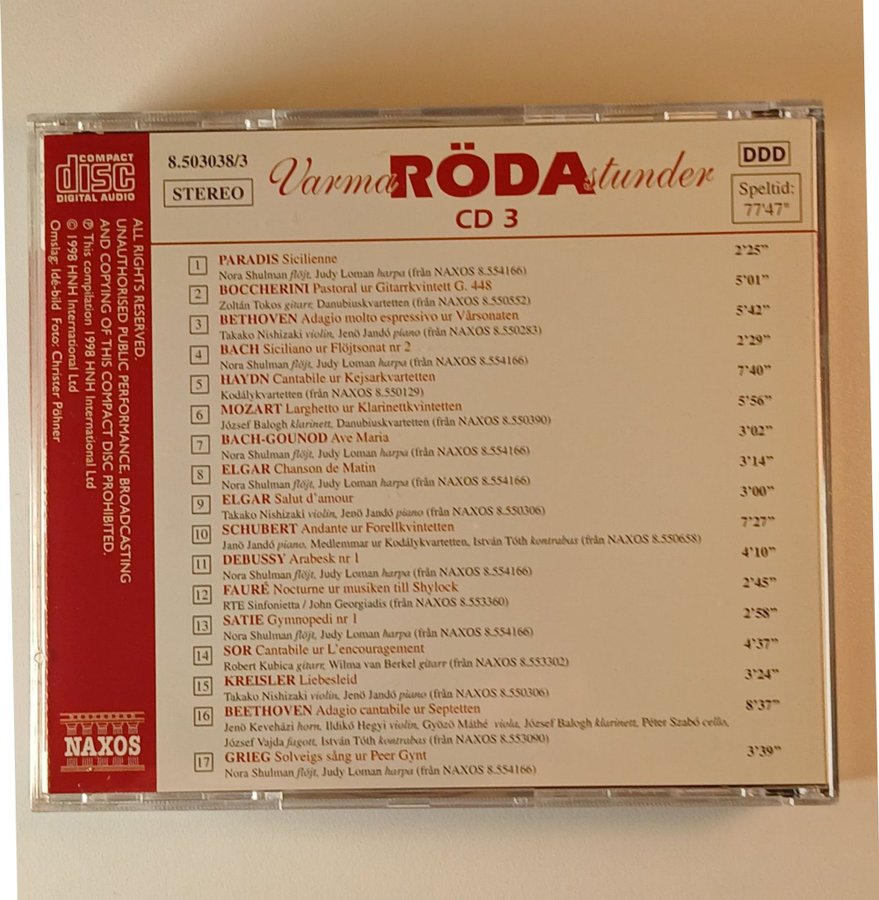 COMPACT
disc
DIGITAL AUDIO
8.503038/3
STEREO
Varma RÖDA stunder
CD 3
DDD
Speltid:
77'47"
1 PARADIS Sicilienne 2'25"
Nora Shulman flöjt, Judy Loman harpa (från NAXOS 8.554166)
2 BOCCHERINI Pastoral ur Gitarrkvintett G. 448 5'01"
Zoltán Tokos gitarr, Danubiuskvartetten (från NAXOS 8.550552)
3 BETHOVEN Adagio molto espressivo ur Vårsonaten 5'42"
Takako Nishizaki violin, Jenö Jandó piano (från NAXOS 8.550283)
4 BACH Siciliano ur Flöjtsonat nr 2 2'29"
Nora Shulman flöjt, Judy Loman harpa (från NAXOS 8.554166)
5 HAYDN Cantabile ur Kejsarkvartetten 7'40"
Kodálykvartetten (från NAXOS 8.550129)
6 MOZART Larghetto ur Klarinettkvintetten 5'56"
József Balogh klarinett, Danubiuskvartetten (från NAXOS 8.550390)
7 BACH-GOUNOD Ave Maria 3'02"
Nora Shulman flöjt, Judy Loman harpa (från NAXOS 8.554166)
8 ELGAR Chanson de Matin 3'14"
Nora Shulman flöjt, Judy Loman harpa (från NAXOS 8.554166)
9 ELGAR Salut d'amour 3'00"
Takako Nishizaki violin, Jenö Jandó piano (från NAXOS 8.550306)
10 SCHUBERT Andante ur Forellkvintetten 7'27"
Janö Jandó piano, Medlemmar ur Kodálykvartetten, István Tóth kontrabas (från NAXOS 8.550658)
11 DEBUSSY Arabesk nr 1 4'10"
Nora Shulman flöjt, Judy Loman harpa (från NAXOS 8.554166)
12 FAURÉ Nocturne ur musiken till Shylock 2'45"
RTE Sinfonietta / John Georgiadis (från NAXOS 8.553360)
13 SATIE Gymnopedi nr 1 2'58"
Nora Shulman flöjt, Judy Loman harpa (från NAXOS 8.554166)
14 SOR Cantabile ur L'encouragement 4'37"
Robert Kubica gitarr, Wilma van Berkel gitarr (från NAXOS 8.553302)
15 KREISLER Liebesleid 3'24"
Takako Nishizaki violin, Jenö Jandó piano (från NAXOS 8.550306)
16 BEETHOVEN Adagio cantabile ur Septetten 8'37"
Jenö Keveházi horn, Ildikó Hegyi violin, Gyözö Máthé viola, József Balogh klarinett, Péter Szabó cello,
József Vajda fagott, István Tóth kontrabas (från NAXOS 8.553090)
17 GRIEG Solveigs sång ur Peer Gynt 3'39"
Nora Shulman flöjt, Judy Loman harpa (från NAXOS 8.554166)
ALL RIGHTS RESERVED.
UNAUTHORISED PUBLIC PERFORMANCE, BROADCASTING
AND COPYING OF THIS COMPACT DISC PROHIBITED.
℗ This compilation 1998 HNH International Ltd
© 1998 HNH International Ltd
Omslag: Idé-bild Foto: Christer Pöhner
NAXOS